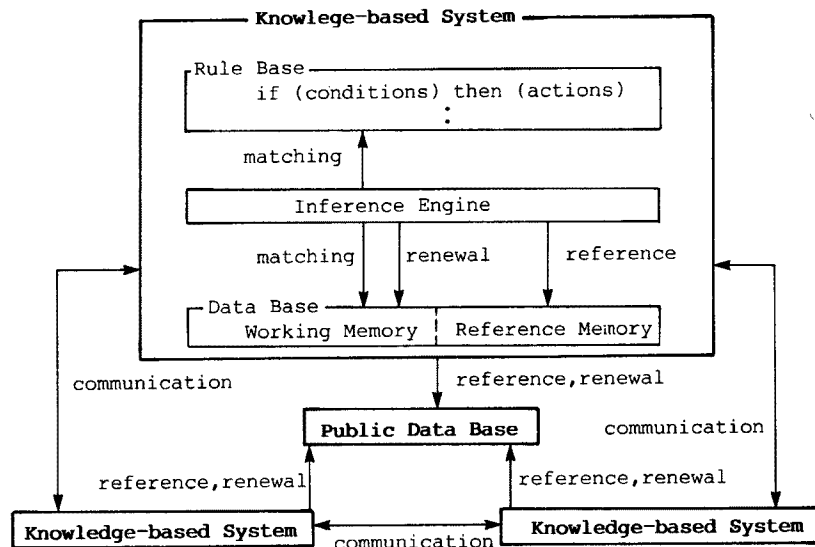 Knowlege-based System
Rule Base
if (conditions) then (actions)
:
matching
Inference Engine
matching renewal reference
Data Base
Working Memory Reference Memory
communication
reference,renewal
Public Data Base
communication
reference,renewal reference,renewal
Knowledge-based System Knowledge-based System
communication